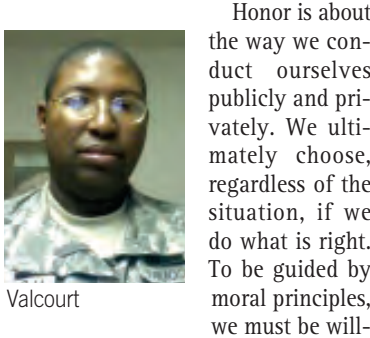 Honor is about
the way we con-
duct ourselves
publicly and pri-
vately. We ulti-
mately choose,
regardless of the
situation, if we
do what is right.
To be guided by
moral principles,
we must be will-
Valcourt